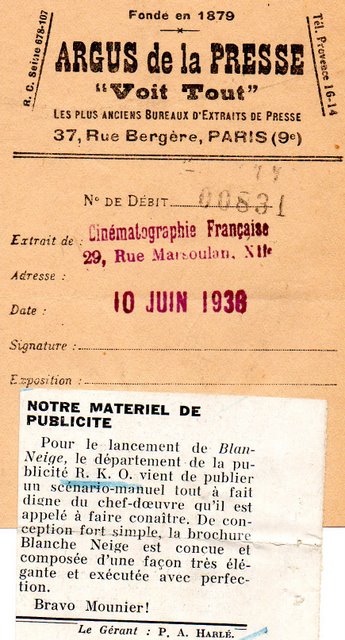 Fondé en 1879
R. C. Seine 678-107
Tél. Provence 16-14
ARGUS de la PRESSE
"Voit Tout"
LES PLUS ANCIENS BUREAUX D'EXTRAITS DE PRESSE
37, Rue Bergère, PARIS (9e)
No DE DÉBIT 00831
Extrait de : Cinématographie Française
29, Rue Marsoulan, XIIe
Adresse :
Date : 10 JUIN 1938
Signature :
Exposition :
NOTRE MATERIEL DE
PUBLICITE
Pour le lancement de Blan-
Neige, le département de la pu-
blicité R. K. O. vient de publier
un scénario-manuel tout à fait
digne du chef-dœuvre qu'il est
appelé à faire conaître. De con-
ception fort simple, la brochure
Blanche Neige est concue et
composée d'une façon très élé-
gante et exécutée avec perfec-
tion.
Bravo Mounier!
Le Gérant : P. A. HARLÉ.